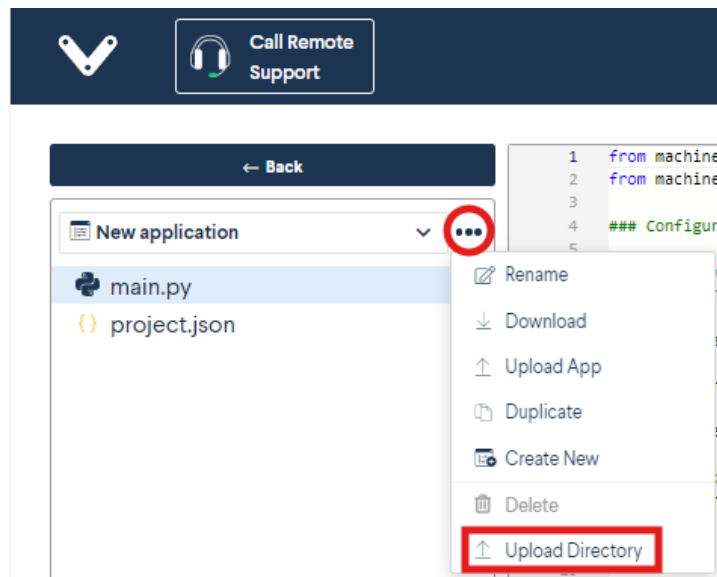 Call Remote
Support
← Back
1 from machine
2 from machine
3
4 ### Configur
5
New application
main.py
{} project.json
Rename
Download
Upload App
Duplicate
Create New
Delete
Upload Directory